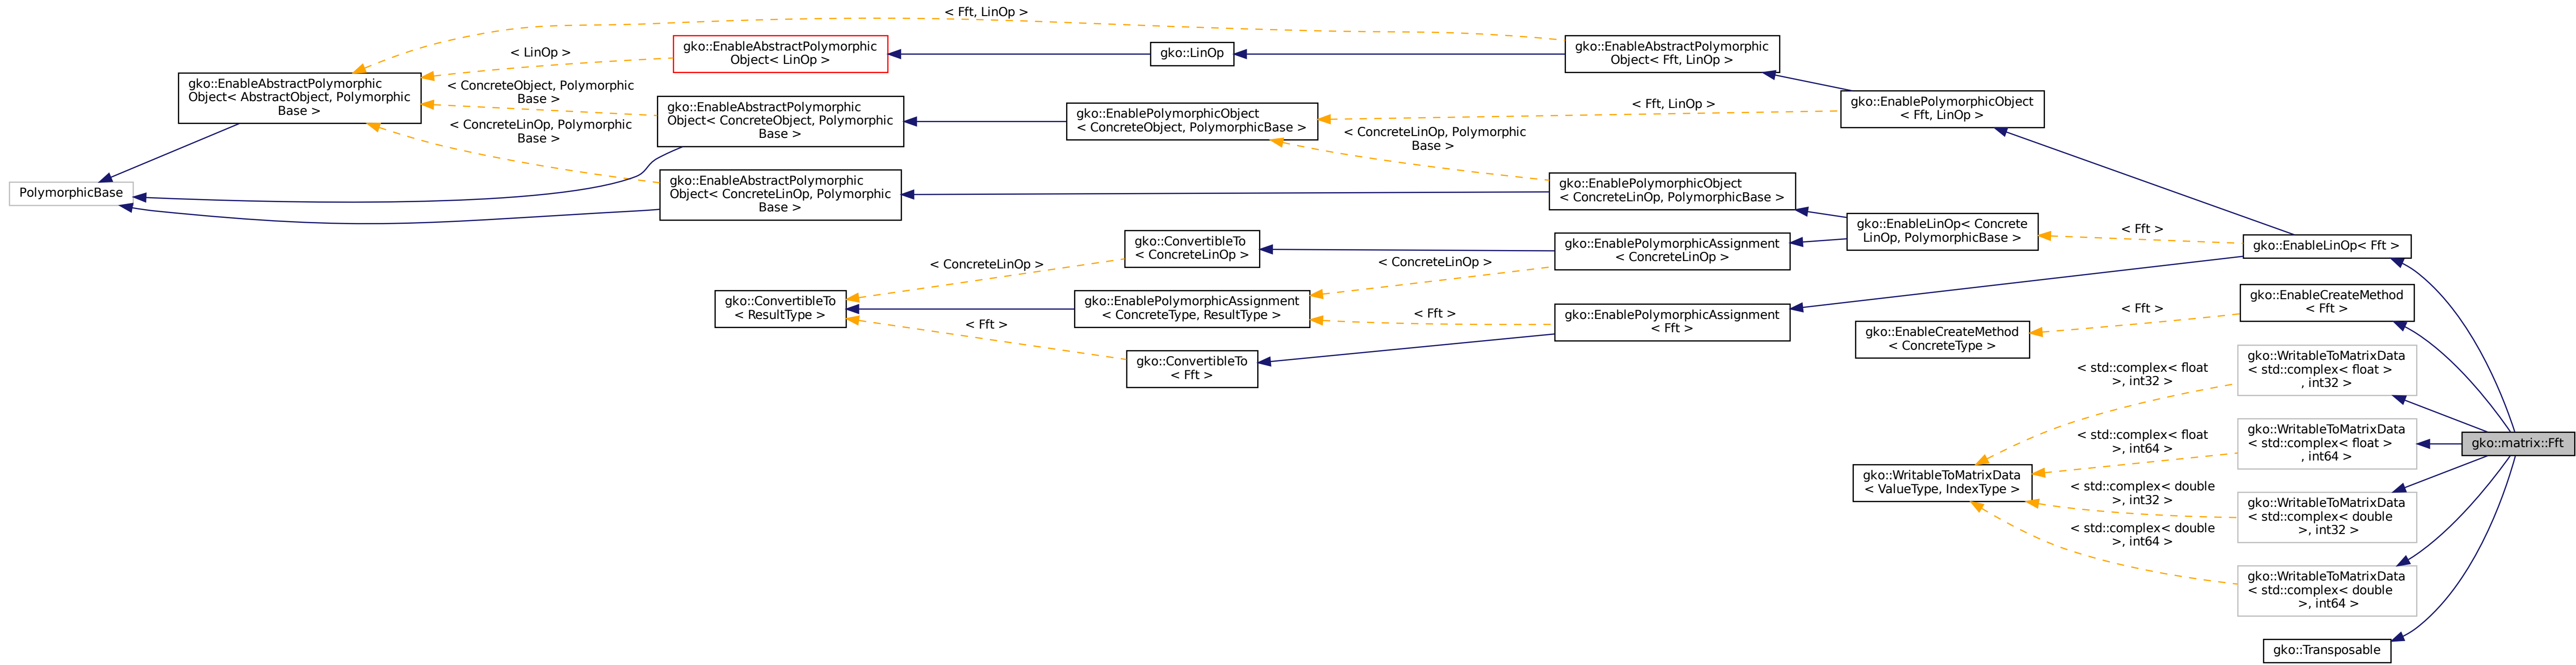 < Fft, LinOp >
< LinOp >
gko::EnableAbstractPolymorphic
Object< LinOp >
gko::LinOp
gko::EnableAbstractPolymorphic
Object< Fft, LinOp >
gko::EnableAbstractPolymorphic
Object< AbstractObject, Polymorphic
Base >
< ConcreteObject, Polymorphic
Base >
< ConcreteLinOp, Polymorphic
Base >
gko::EnableAbstractPolymorphic
Object< ConcreteObject, Polymorphic
Base >
gko::EnablePolymorphicObject
< ConcreteObject, PolymorphicBase >
< Fft, LinOp >
gko::EnablePolymorphicObject
< Fft, LinOp >
< ConcreteLinOp, Polymorphic
Base >
PolymorphicBase
gko::EnableAbstractPolymorphic
Object< ConcreteLinOp, Polymorphic
Base >
gko::EnablePolymorphicObject
< ConcreteLinOp, PolymorphicBase >
gko::EnableLinOp< Concrete
LinOp, PolymorphicBase >
< Fft >
gko::EnableLinOp< Fft >
gko::ConvertibleTo
< ConcreteLinOp >
gko::EnablePolymorphicAssignment
< ConcreteLinOp >
< ConcreteLinOp >
< ConcreteLinOp >
gko::ConvertibleTo
< ResultType >
gko::EnablePolymorphicAssignment
< ConcreteType, ResultType >
< Fft >
< Fft >
gko::EnablePolymorphicAssignment
< Fft >
gko::ConvertibleTo
< Fft >
gko::EnableCreateMethod
< ConcreteType >
< Fft >
gko::EnableCreateMethod
< Fft >
< std::complex< float
>, int32 >
gko::WritableToMatrixData
< std::complex< float >
, int32 >
< std::complex< float
>, int64 >
gko::WritableToMatrixData
< std::complex< float >
, int64 >
gko::matrix::Fft
gko::WritableToMatrixData
< ValueType, IndexType >
< std::complex< double
>, int32 >
gko::WritableToMatrixData
< std::complex< double
>, int32 >
< std::complex< double
>, int64 >
gko::WritableToMatrixData
< std::complex< double
>, int64 >
gko::Transposable